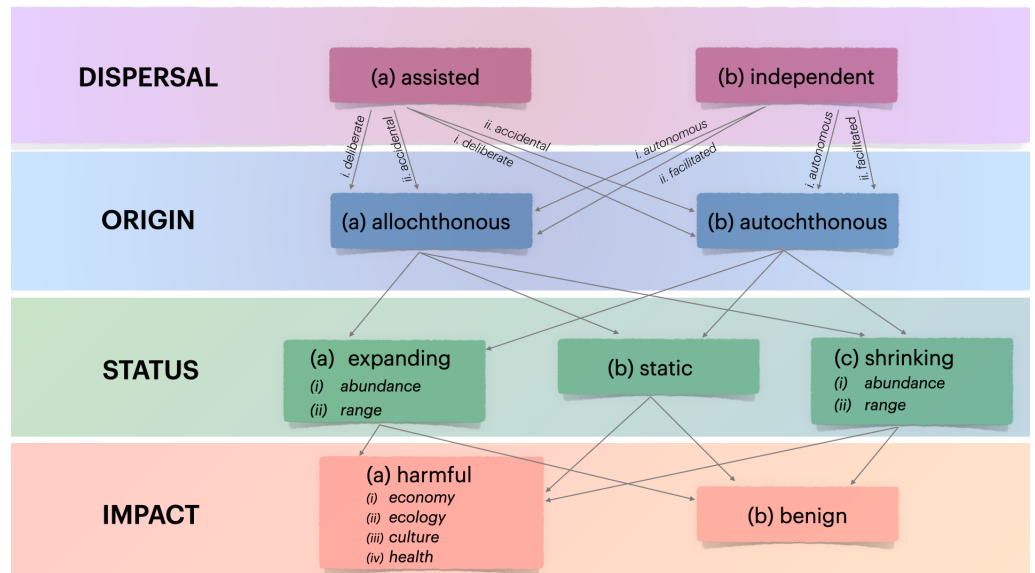 DISPERSAL
(a) assisted
(b) independent
i. deliberate
ii. accidental
ii. accidental
i. deliberate
i. autonomous
ii. facilitated
i. autonomous
ii. facilitated
ORIGIN
(a) allochthonous
(b) autochthonous
STATUS
(a) expanding
(i) abundance
(ii) range
(b) static
(c) shrinking
(i) abundance
(ii) range
IMPACT
(a) harmful
(i) economy
(ii) ecology
(iii) culture
(iv) health
(b) benign